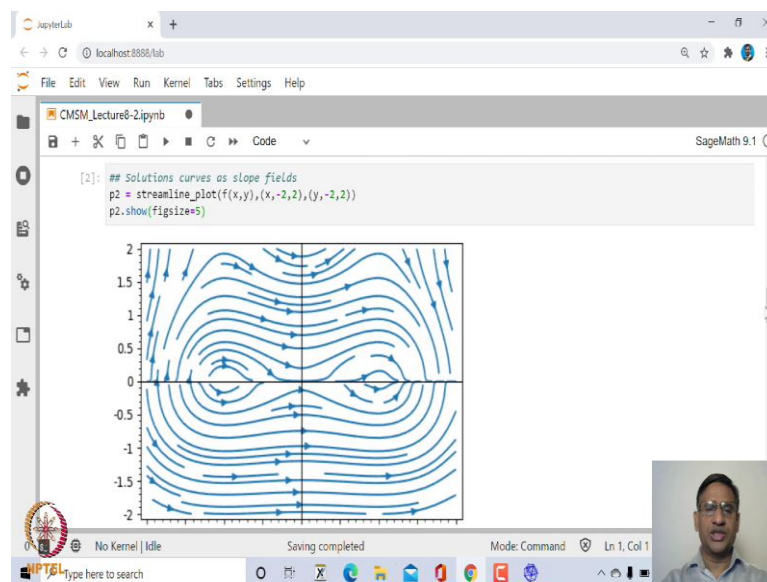 JupyterLab
localhost:8888/lab
File Edit View Run Kernel Tabs Settings Help
CMSM_Lecture8-2.ipynb
Code
SageMath 9.1
[2]: ## Solutions curves as slope fields
p2 = streamline_plot(f(x,y),(x,-2,2),(y,-2,2))
p2.show(figsize=5)
2
1.5
1
0.5
0
-0.5
-1
-1.5
-2
0
No Kernel | Idle
Saving completed
Mode: Command
Ln 1, Col 1
NPTEL
Type here to search